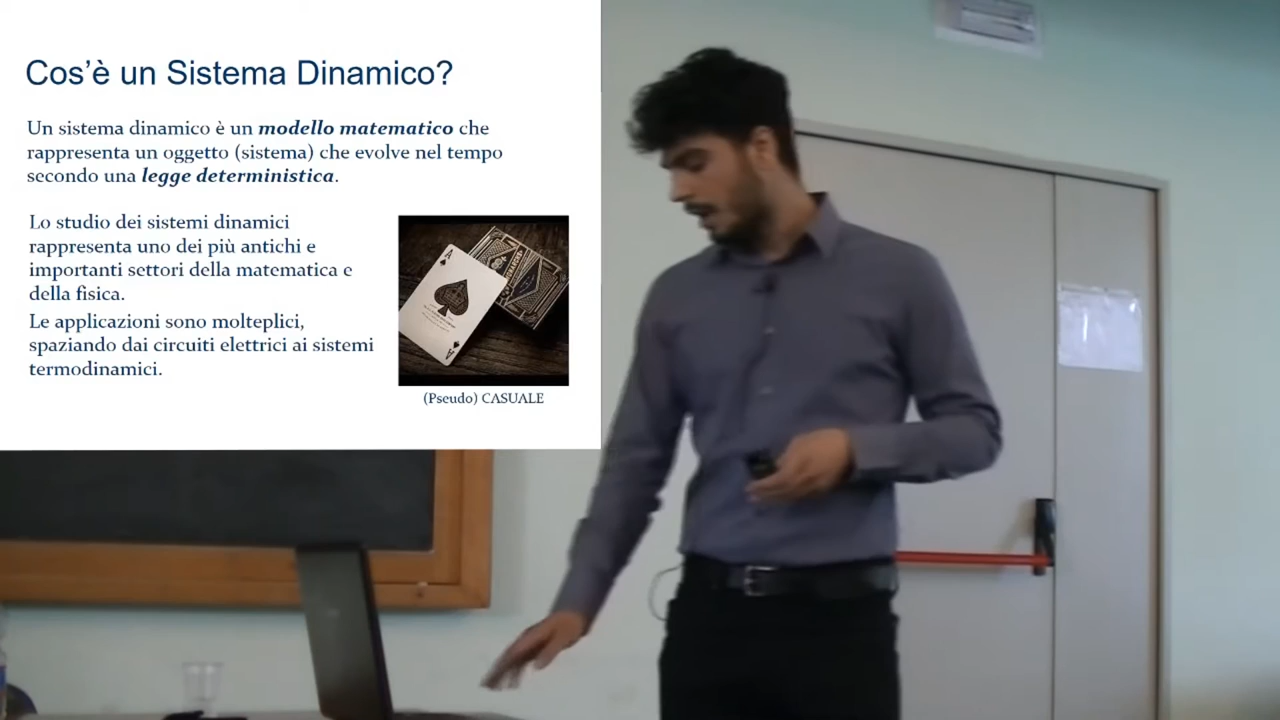 Cos’è un Sistema Dinamico?
Un sistema dinamico è un modello matematico che
rappresenta un oggetto (sistema) che evolve nel tempo
secondo una legge deterministica.
Lo studio dei sistemi dinamici
rappresenta uno dei più antichi e
importanti settori della matematica e
della fisica.
Le applicazioni sono molteplici,
spaziando dai circuiti elettrici ai sistemi
termodinamici.
A
A
(Pseudo) CASUALE